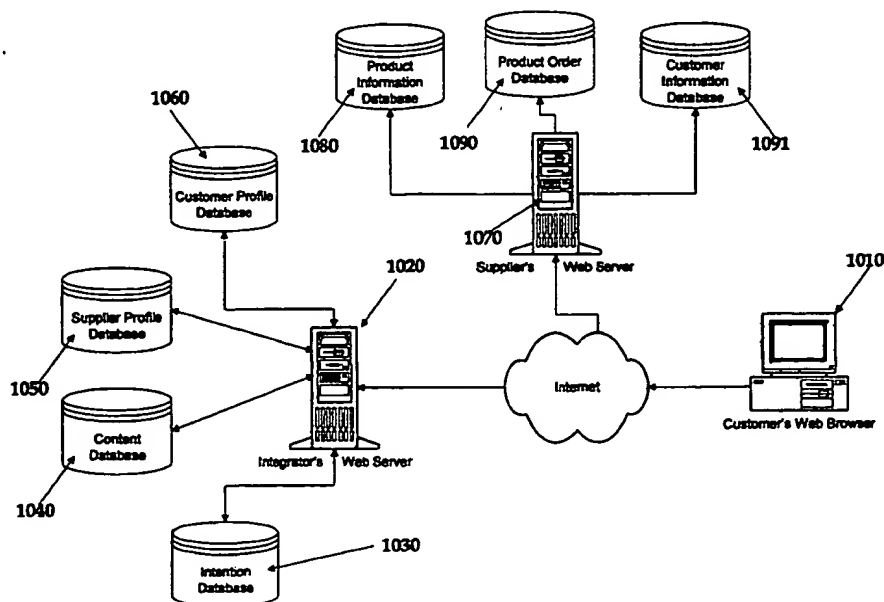 Product
Information
Database
1080
Product Order
Database
1090
Customer
Information
Database
1091
1060
Customer Profile
Database
1070
Supplier's Web Server
1020
1010
Supplier Profile
Database
1050
Internet
Customer's Web Browser
Content
Database
1040
Integrator's Web Server
Intention
Database
1030